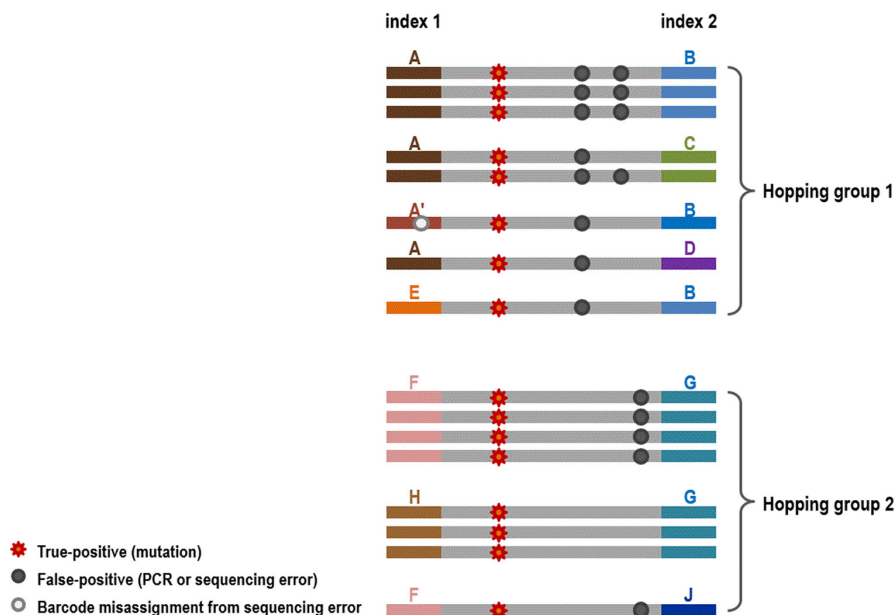 index 1 index 2
A B
A C
Hopping group 1
A' B
A D
E B
F G
H G
Hopping group 2
True-positive (mutation)
False-positive (PCR or sequencing error)
F J
Barcode misassignment from sequencing error